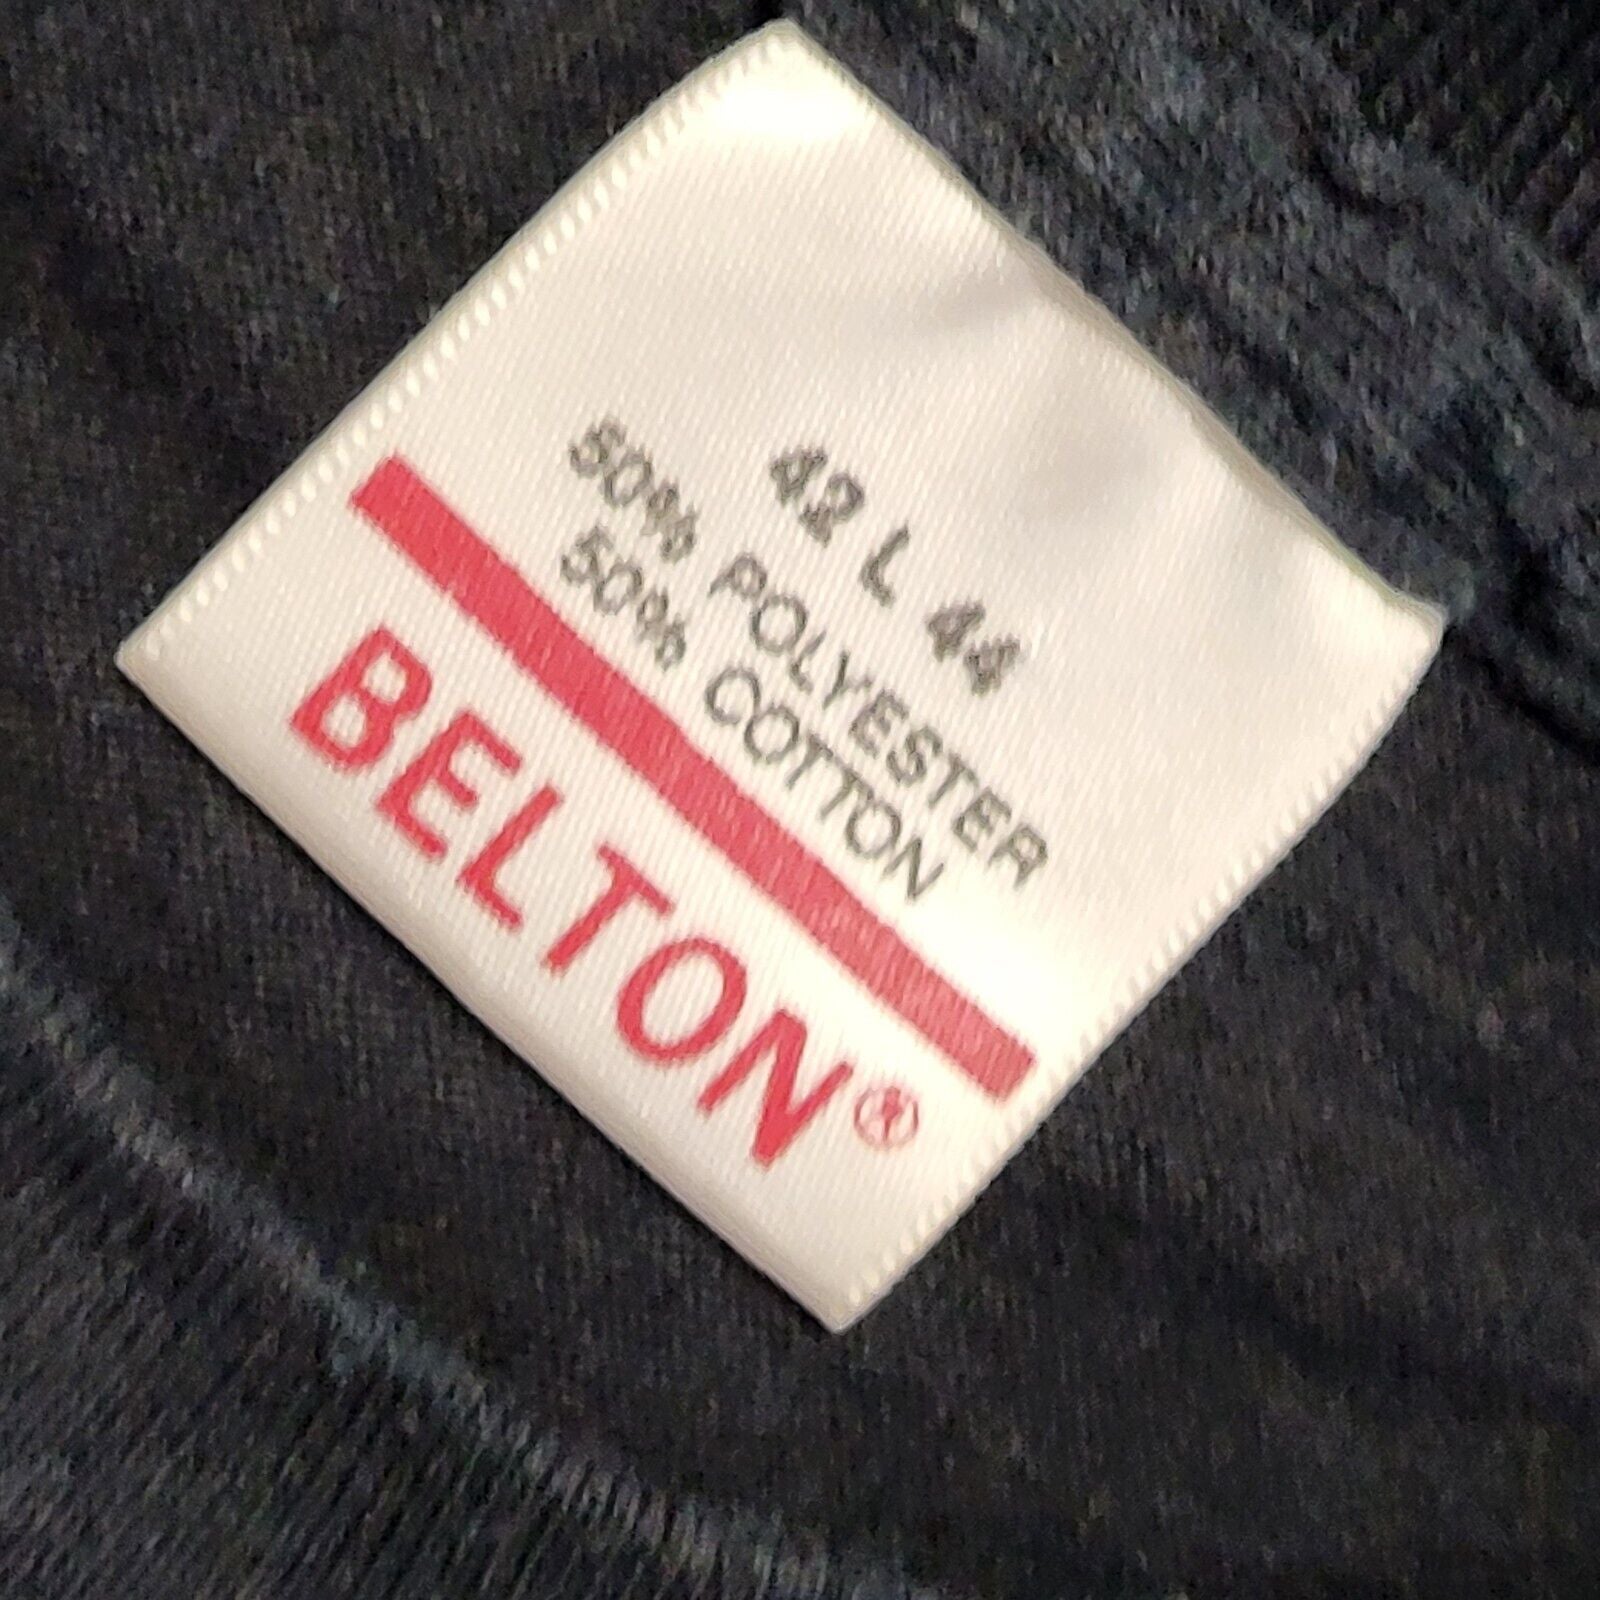 42 L 44
50% POLYESTER
50% COTTON
BELTON®